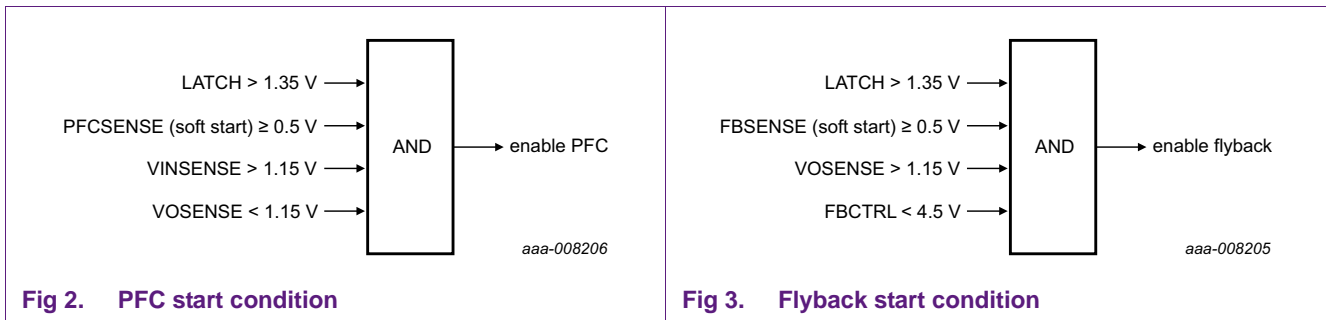 LATCH > 1.35 V
PFCSENSE (soft start) ≥ 0.5 V
VINSENSE > 1.15 V
VOSENSE < 1.15 V
AND
enable PFC
aaa-008206
Fig 2. PFC start condition
LATCH > 1.35 V
FBSENSE (soft start) ≥ 0.5 V
VOSENSE > 1.15 V
FBCTRL < 4.5 V
AND
enable flyback
aaa-008205
Fig 3. Flyback start condition